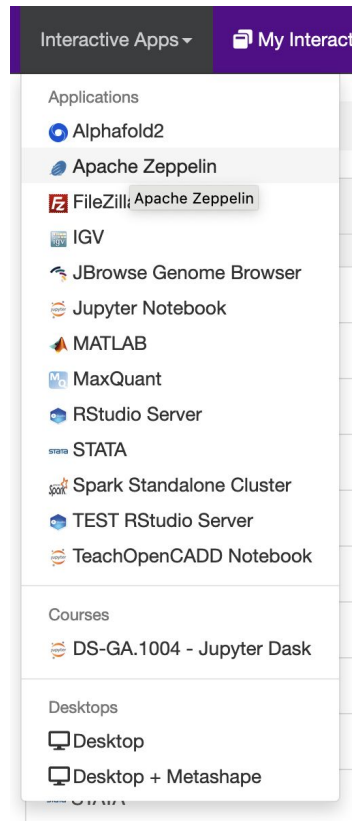 Interactive Apps
My Interact
Applications
Alphafold2
Apache Zeppelin
FileZill
Apache Zeppelin
IGV
JBrowse Genome Browser
Jupyter Notebook
MATLAB
MaxQuant
RStudio Server
STATA
Spark Standalone Cluster
TEST RStudio Server
TeachOpenCADD Notebook
Courses
DS-GA.1004 - Jupyter Dask
Desktops
Desktop
Desktop + Metashape